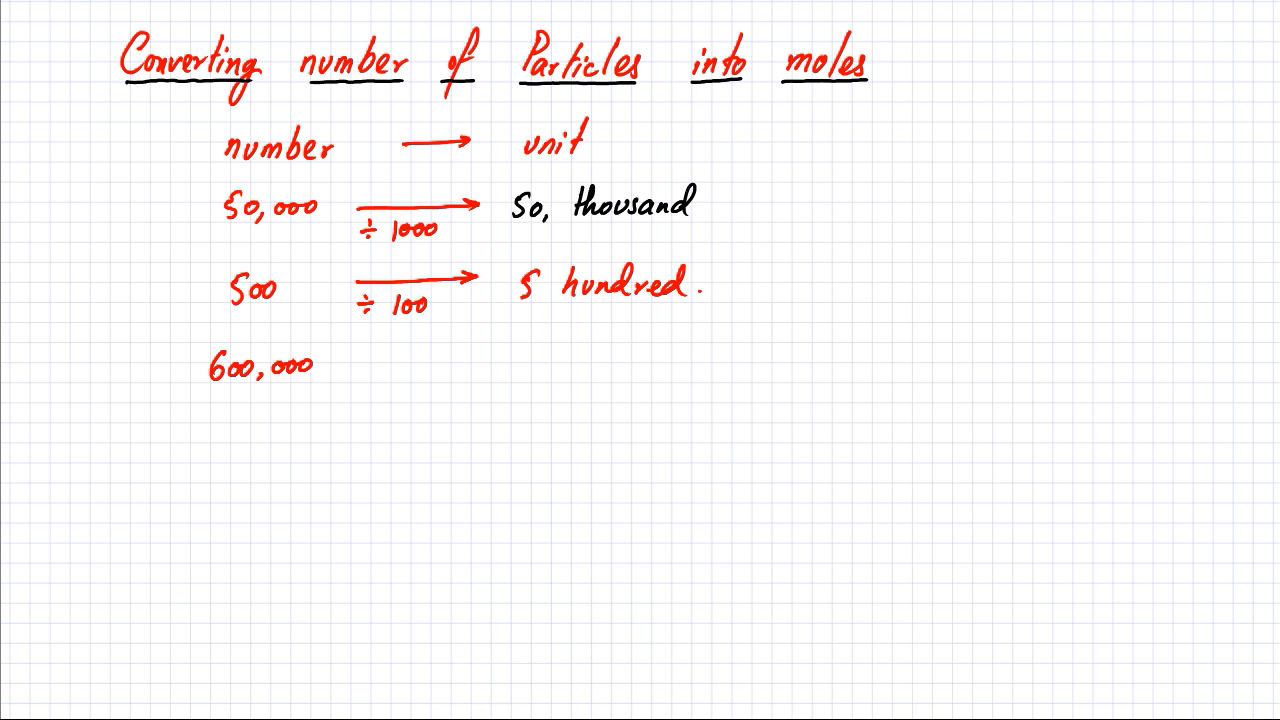 Converting number of Particles into moles
number → unit
50,000 → 50, thousand
÷ 1000
500 → 5 hundred.
÷ 100
600,000